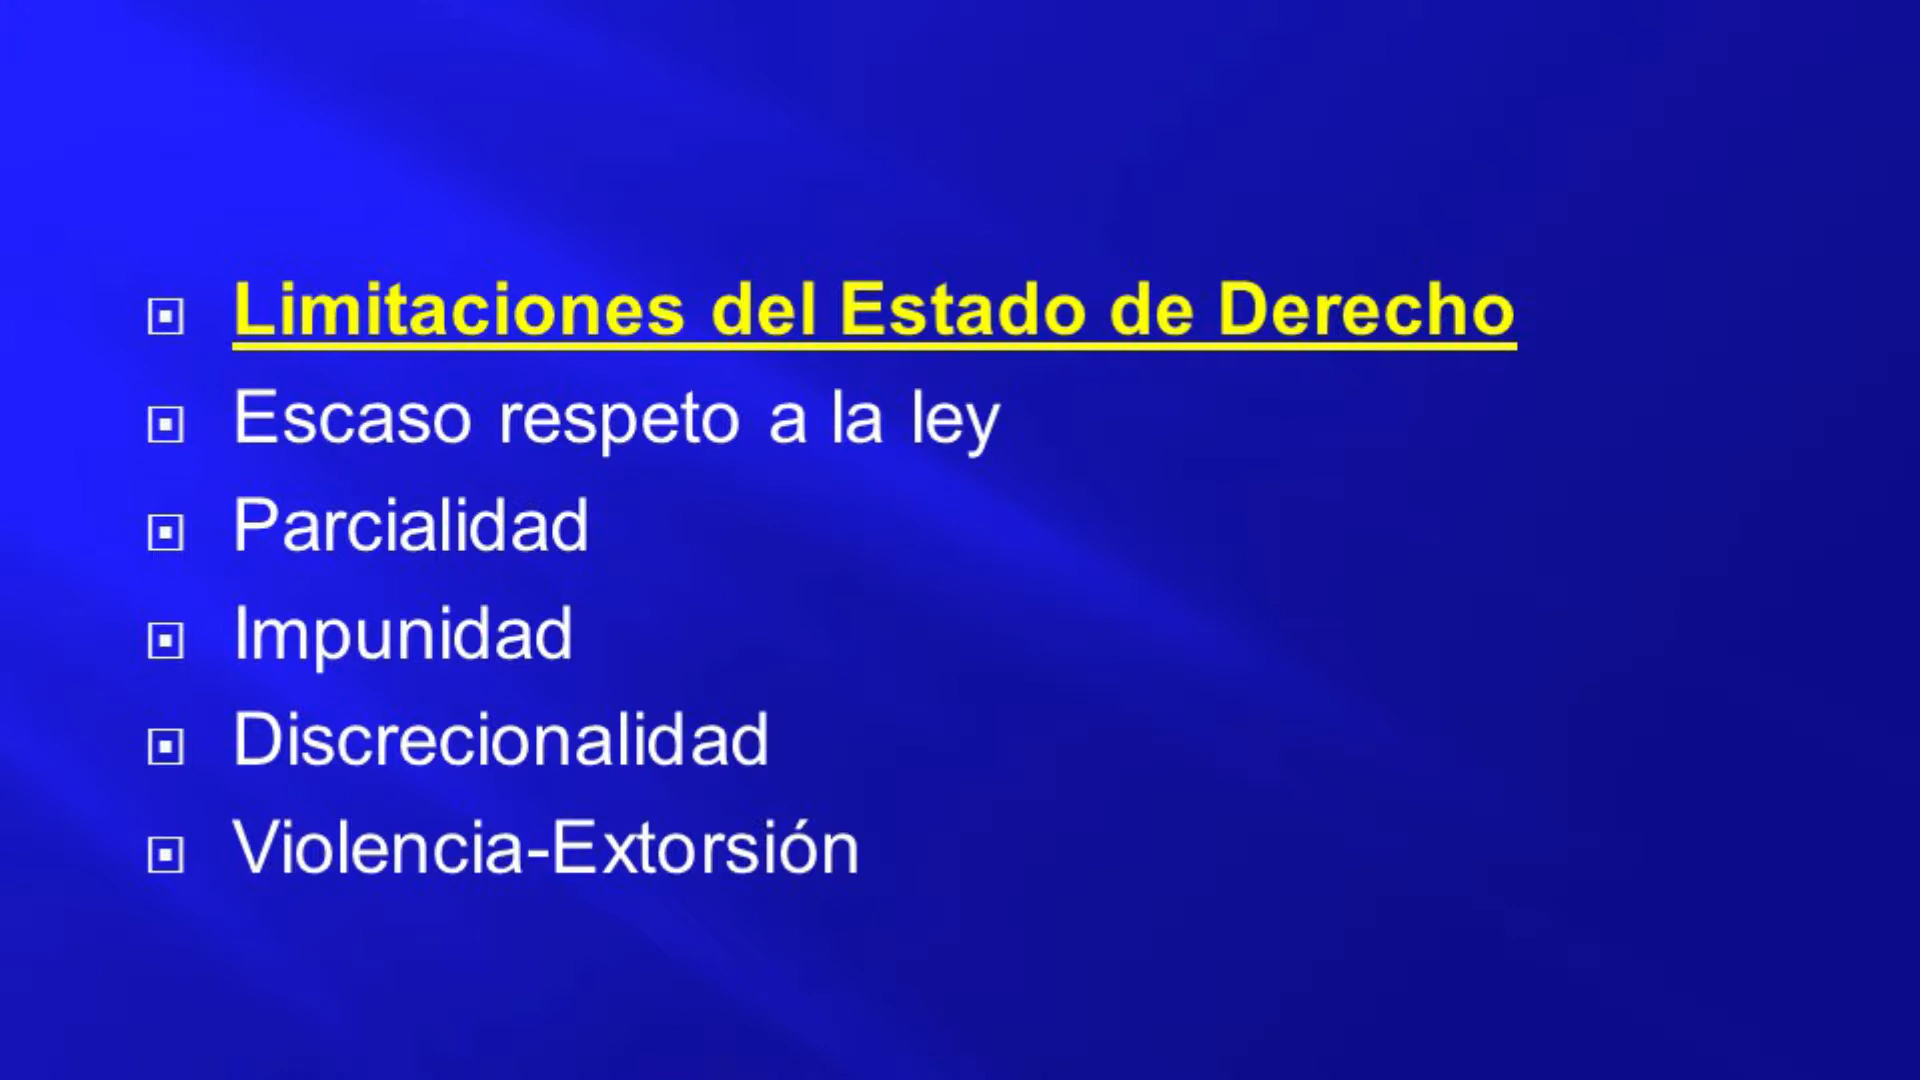 Limitaciones del Estado de Derecho
Escaso respeto a la ley
Parcialidad
Impunidad
Discrecionalidad
Violencia-Extorsión